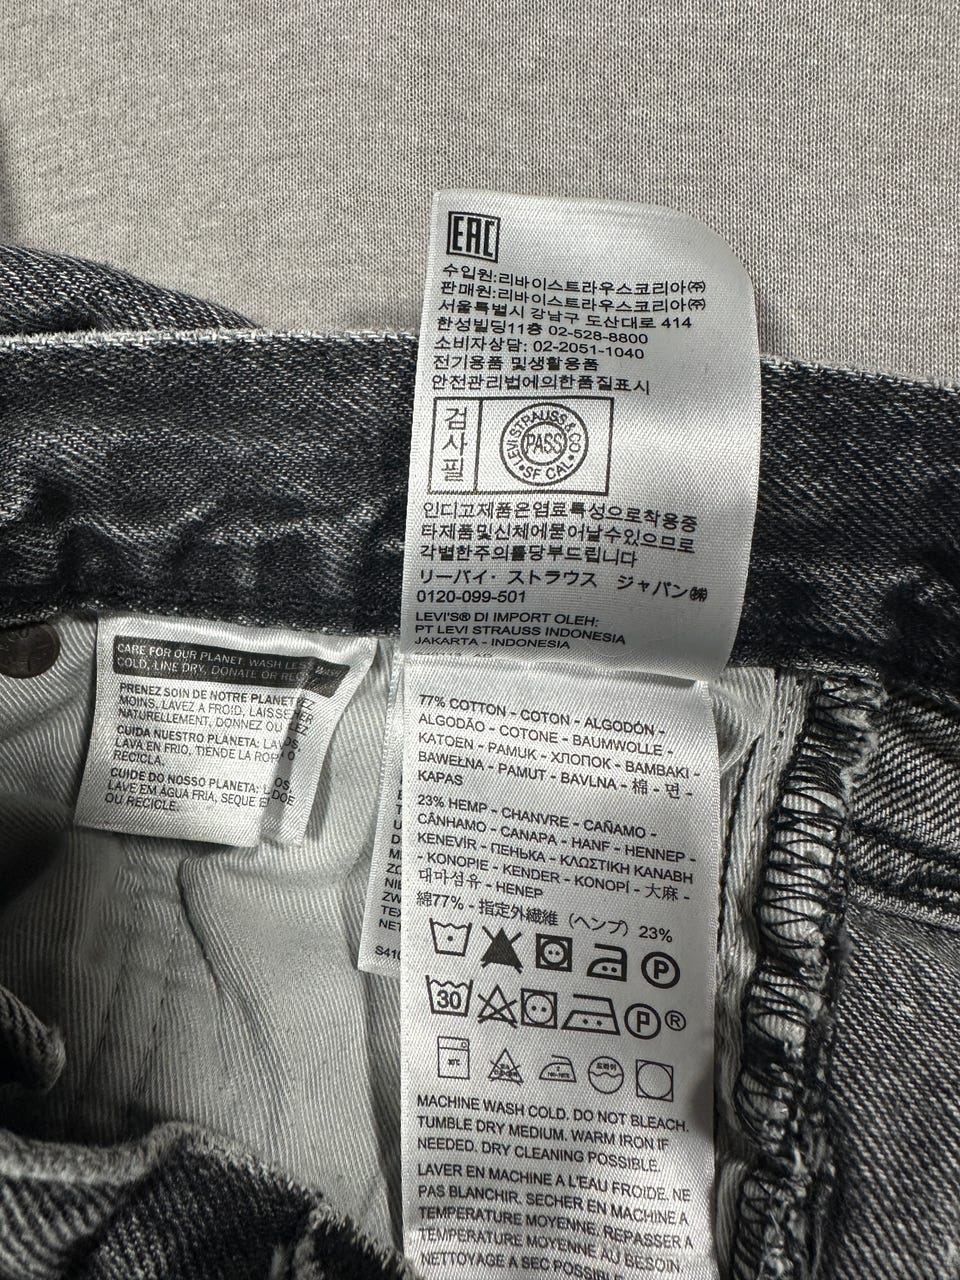 EAC
수입원:리바이스트라우스코리아㈜
판매원:리바이스트라우스코리아㈜
서울특별시 강남구 도산대로 414
한성빌딩11층 02-528-8800
소비자상담: 02-2051-1040
전기용품 및생활용품
안전관리법에의한품질표시
검사필
LEVI STRAUSS & CO
PASS
SF CAL
인디고제품은염료특성으로착용중
타제품및신체에묻어날수있으므로
각별한주의를당부드립니다
リーバイ・ストラウス ジャパン㈱
0120-099-501
LEVI'S® DI IMPORT OLEH:
PT LEVI STRAUSS INDONESIA
JAKARTA - INDONESIA
CARE FOR OUR PLANET: WASH LESS,
COLD, LINE DRY, DONATE OR
PRENEZ SOIN DE NOTRE
MOINS, LAVEZ A FROID,
NATURELLEMENT, DONNEZ OU
CUIDA NUESTRO PLANETA:
LAVA EN FRIO, TIENDE LA
RECICLA.
CUIDE DO NOSSO PLANETA:
LAVE EM ÁGUA FRIA, SEQUE
OU RECICLE.
77% COTTON - COTON - ALGODÓN -
ALGODÃO - COTONE - BAUMWOLLE -
KATOEN - PAMUK - ХЛОПОК - BAMBAKI -
BAWEŁNA - PAMUT - BAVLNA - 棉 - 면 -
KAPAS
23% HEMP - CHANVRE - CAÑAMO -
CÂNHAMO - CANAPA - HANF - HENNEP -
KENEVİR - ПЕНЬКА - ΚΛΩΣΤΙΚΗ ΚΑΝΑΒΗ
- KONOPIE - KENDER - KONOPÍ - 大麻 -
대마섬유 - HENEP
綿77% - 指定外繊維（ヘンプ）23%
P
30 P ®
MACHINE WASH COLD. DO NOT BLEACH.
TUMBLE DRY MEDIUM. WARM IRON IF
NEEDED. DRY CLEANING POSSIBLE.
LAVER EN MACHINE A L'EAU FROIDE. NE
PAS BLANCHIR. SECHER EN MACHINE A
TEMPERATURE MOYENNE. REPASSER A
TEMPERATURE MOYENNE AU BESOIN.
NETTOYAGE A SEC POSSIBLE.